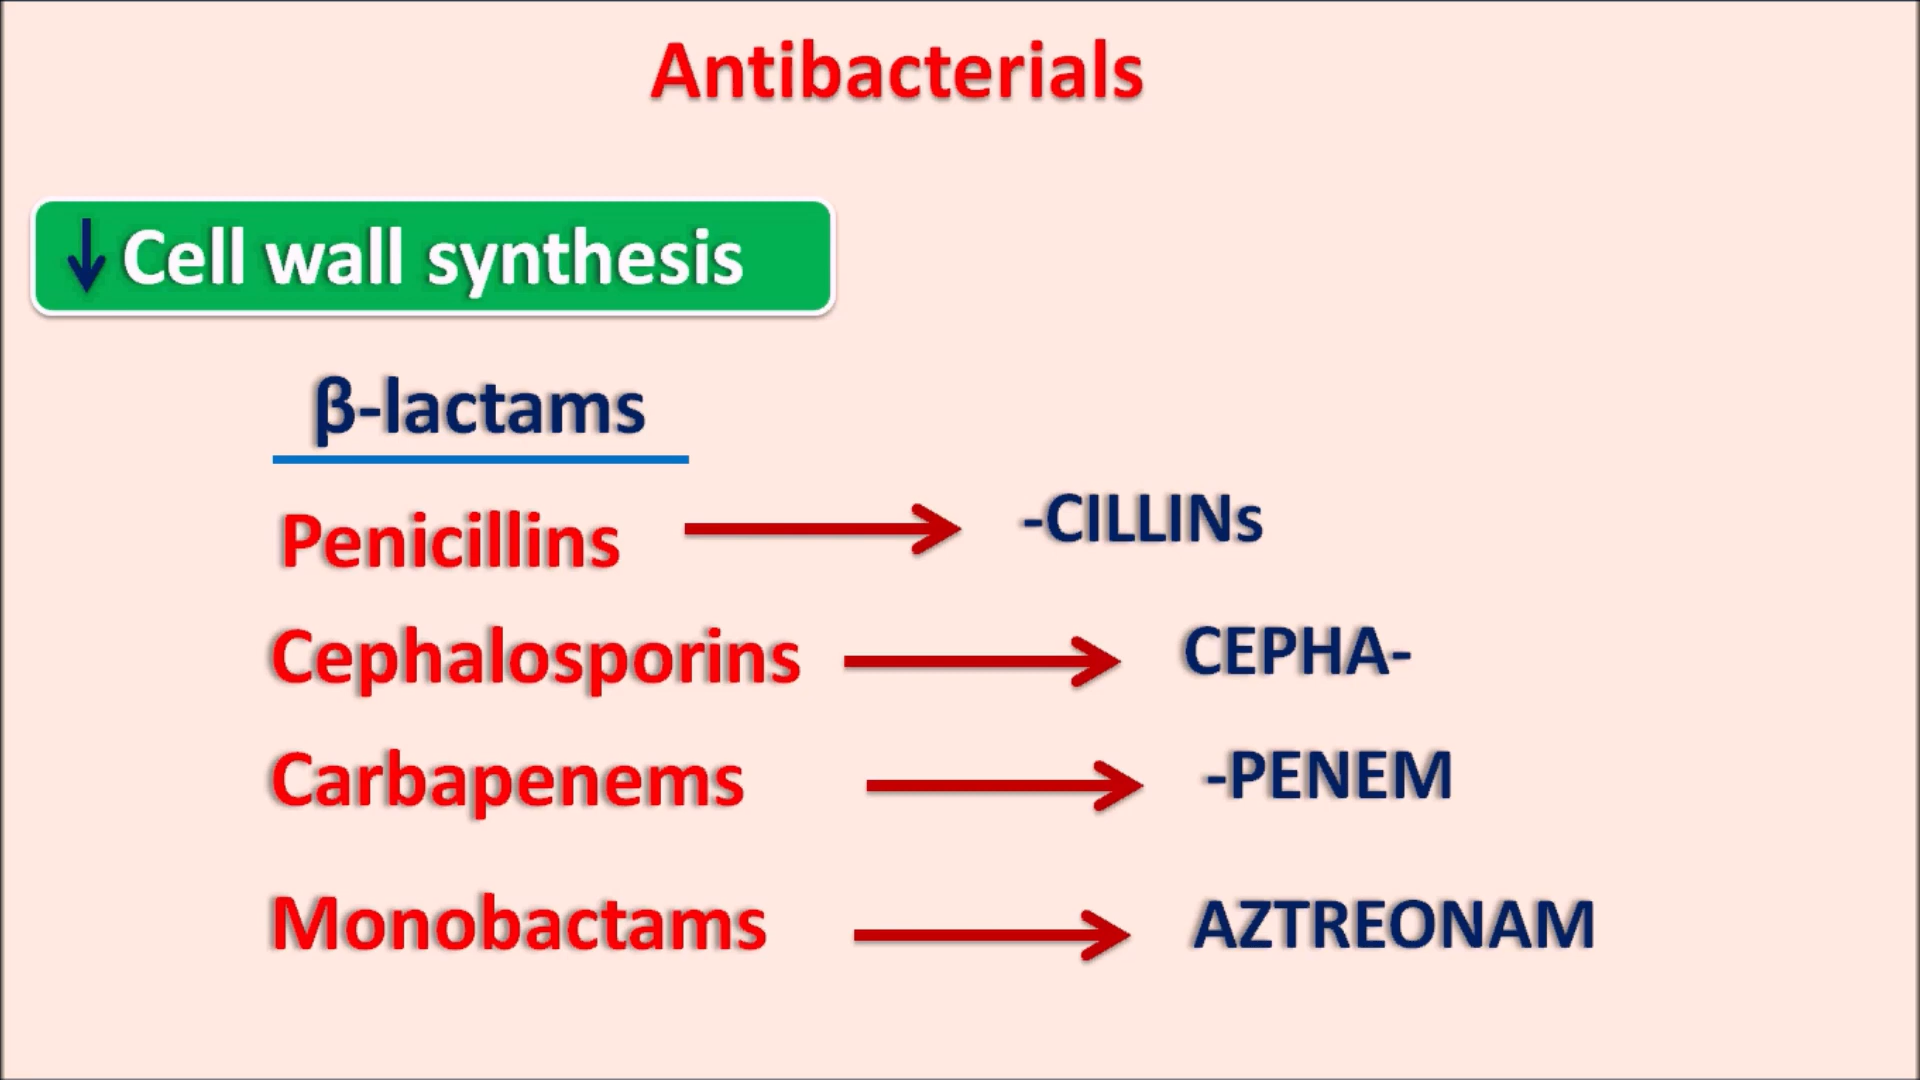 Antibacterials
↓ Cell wall synthesis
β-lactams
Penicillins → -CILLINs
Cephalosporins → CEPHA-
Carbapenems → -PENEM
Monobactams → AZTREONAM